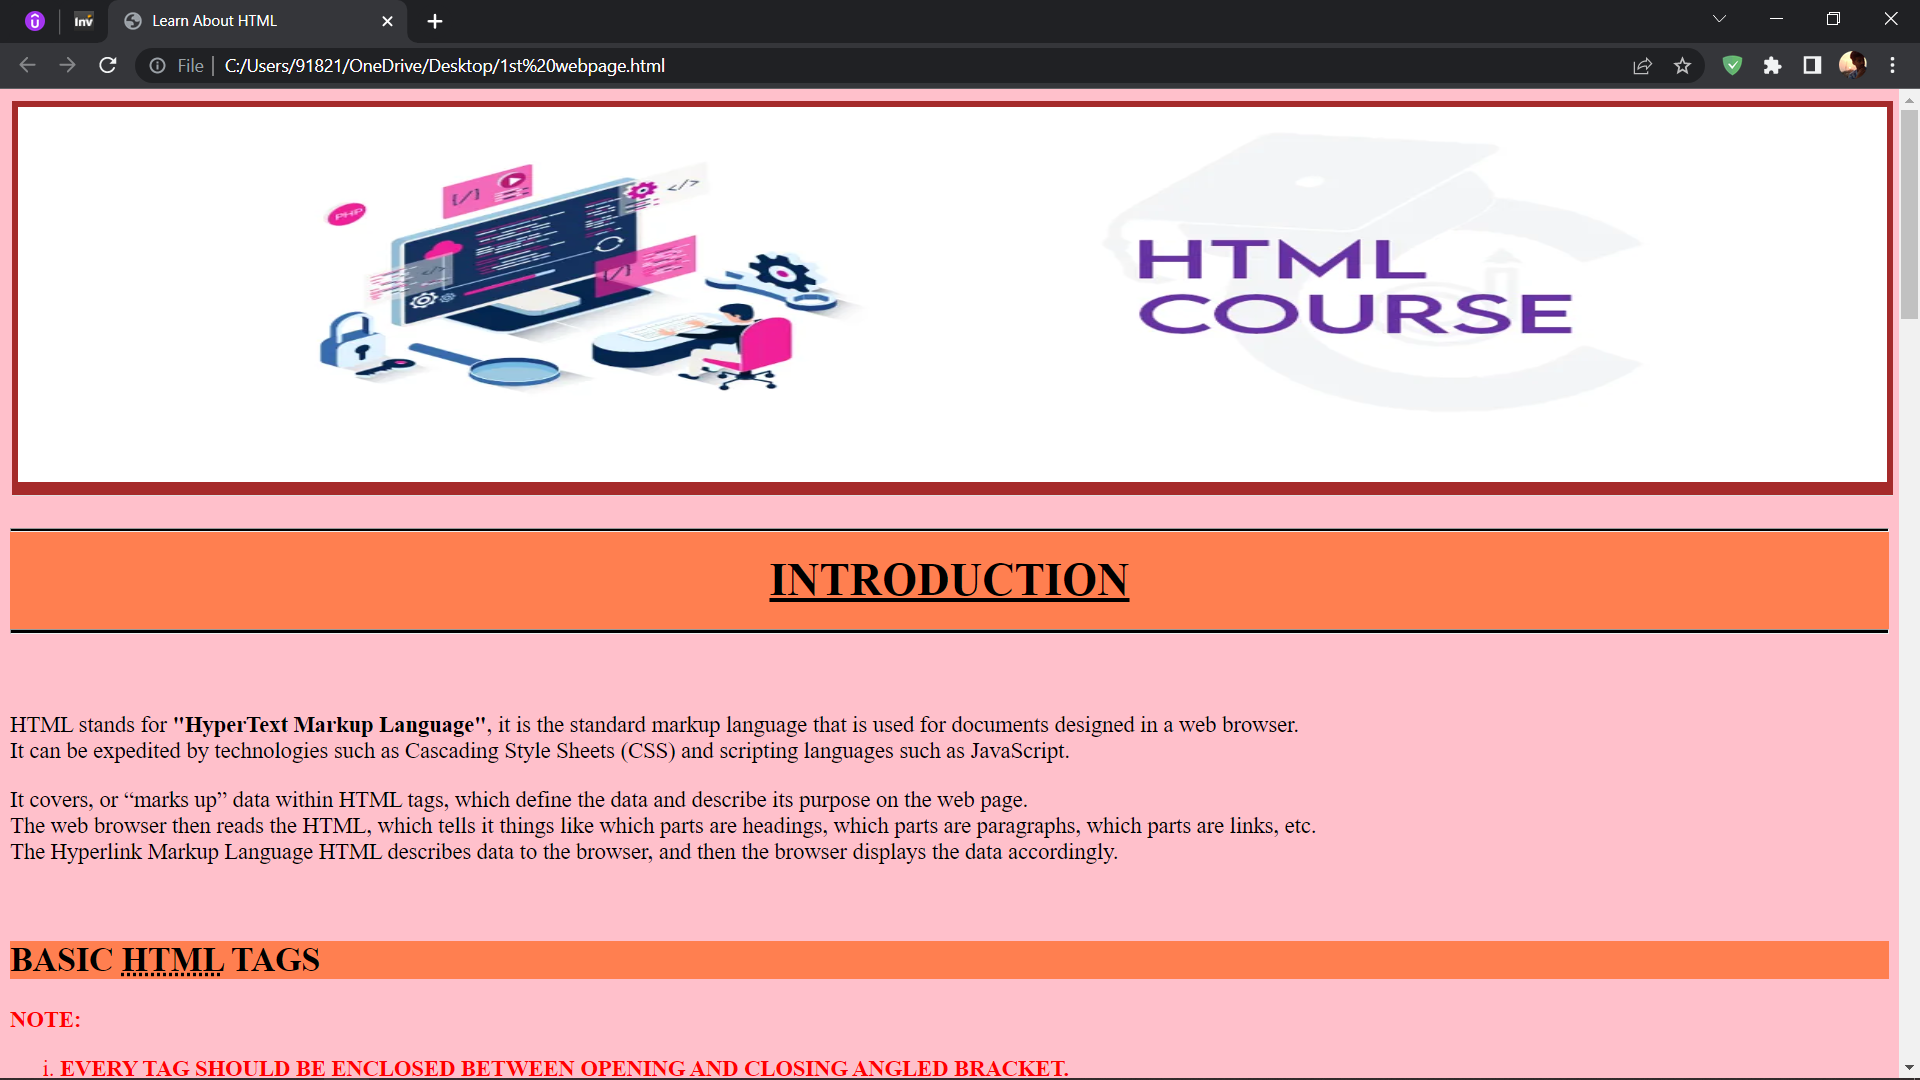 Inv
Learn About HTML
File
C:/Users/91821/OneDrive/Desktop/1st%20webpage.html
PHP
[/]
</>
</>
[/]
HTML
COURSE
INTRODUCTION
HTML stands for "HyperText Markup Language", it is the standard markup language that is used for documents designed in a web browser.
It can be expedited by technologies such as Cascading Style Sheets (CSS) and scripting languages such as JavaScript.
It covers, or “marks up” data within HTML tags, which define the data and describe its purpose on the web page.
The web browser then reads the HTML, which tells it things like which parts are headings, which parts are paragraphs, which parts are links, etc.
The Hyperlink Markup Language HTML describes data to the browser, and then the browser displays the data accordingly.
BASIC HTML TAGS
NOTE:
i. EVERY TAG SHOULD BE ENCLOSED BETWEEN OPENING AND CLOSING ANGLED BRACKET.